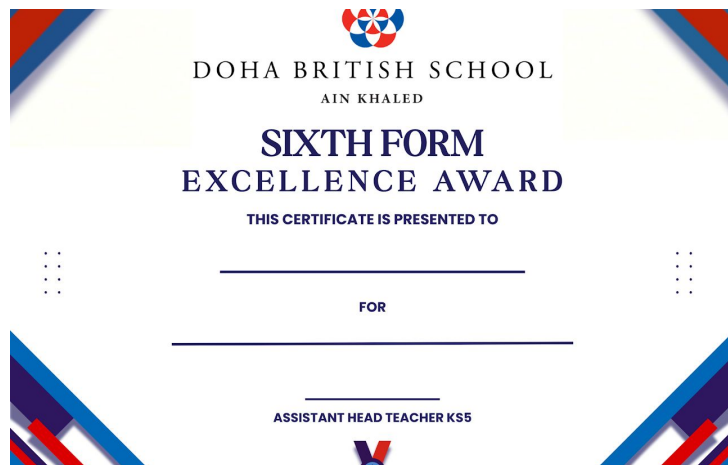 DOHA BRITISH SCHOOL
AIN KHALED
SIXTH FORM
EXCELLENCE AWARD
THIS CERTIFICATE IS PRESENTED TO
FOR
ASSISTANT HEAD TEACHER KS5